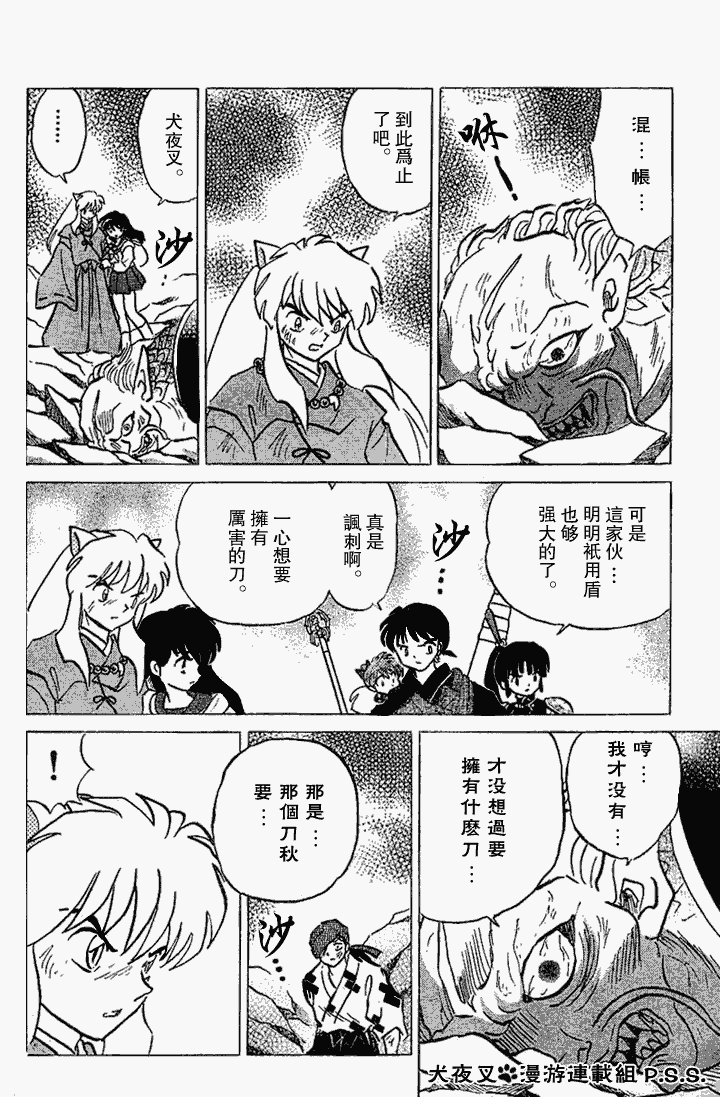 混…帳…
咻
到此爲止
了吧。
犬夜叉。
……
沙
可是
這家伙…
明明衹用盾
也够
强大的了。
沙…
真是
諷刺啊。
一心想要
擁有
厲害的刀。
哼…
我才没有…
才没想過要
擁有什麽刀…
那是…
那個刀秋
要…
沙…
！
犬夜叉 漫游連載組 P.S.S.